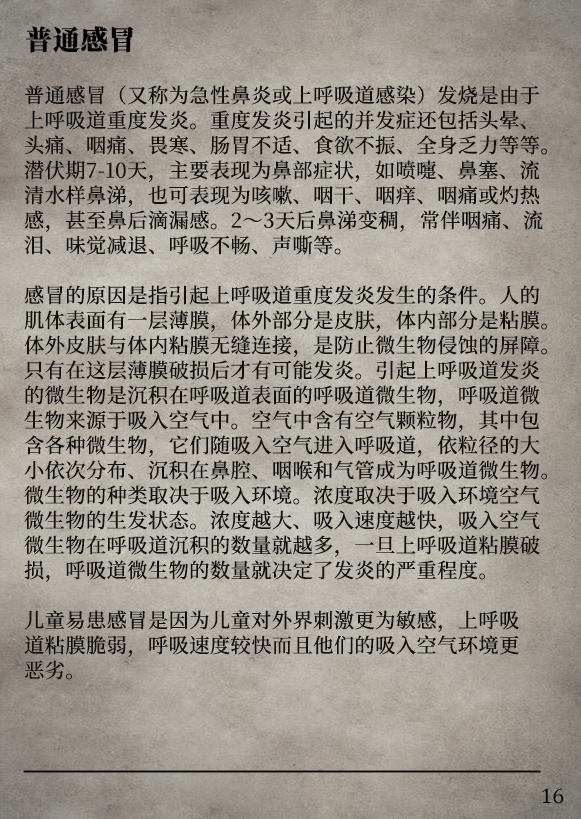 普通感冒
普通感冒（又称为急性鼻炎或上呼吸道感染）发烧是由于
上呼吸道重度发炎。重度发炎引起的并发症还包括头晕、
头痛、咽痛、畏寒、肠胃不适、食欲不振、全身乏力等等。
潜伏期7-10天，主要表现为鼻部症状，如喷嚏、鼻塞、流
清水样鼻涕，也可表现为咳嗽、咽干、咽痒、咽痛或灼热
感，甚至鼻后滴漏感。2～3天后鼻涕变稠，常伴咽痛、流
泪、味觉减退、呼吸不畅、声嘶等。
感冒的原因是指引起上呼吸道重度发炎发生的条件。人的
肌体表面有一层薄膜，体外部分是皮肤，体内部分是粘膜。
体外皮肤与体内粘膜无缝连接，是防止微生物侵蚀的屏障。
只有在这层薄膜破损后才有可能发炎。引起上呼吸道发炎
的微生物是沉积在呼吸道表面的呼吸道微生物，呼吸道微
生物来源于吸入空气中。空气中含有空气颗粒物，其中包
含各种微生物，它们随吸入空气进入呼吸道，依粒径的大
小依次分布、沉积在鼻腔、咽喉和气管成为呼吸道微生物。
微生物的种类取决于吸入环境。浓度取决于吸入环境空气
微生物的生发状态。浓度越大、吸入速度越快，吸入空气
微生物在呼吸道沉积的数量就越多，一旦上呼吸道粘膜破
损，呼吸道微生物的数量就决定了发炎的严重程度。
儿童易患感冒是因为儿童对外界刺激更为敏感，上呼吸
道粘膜脆弱，呼吸速度较快而且他们的吸入空气环境更
恶劣。
16